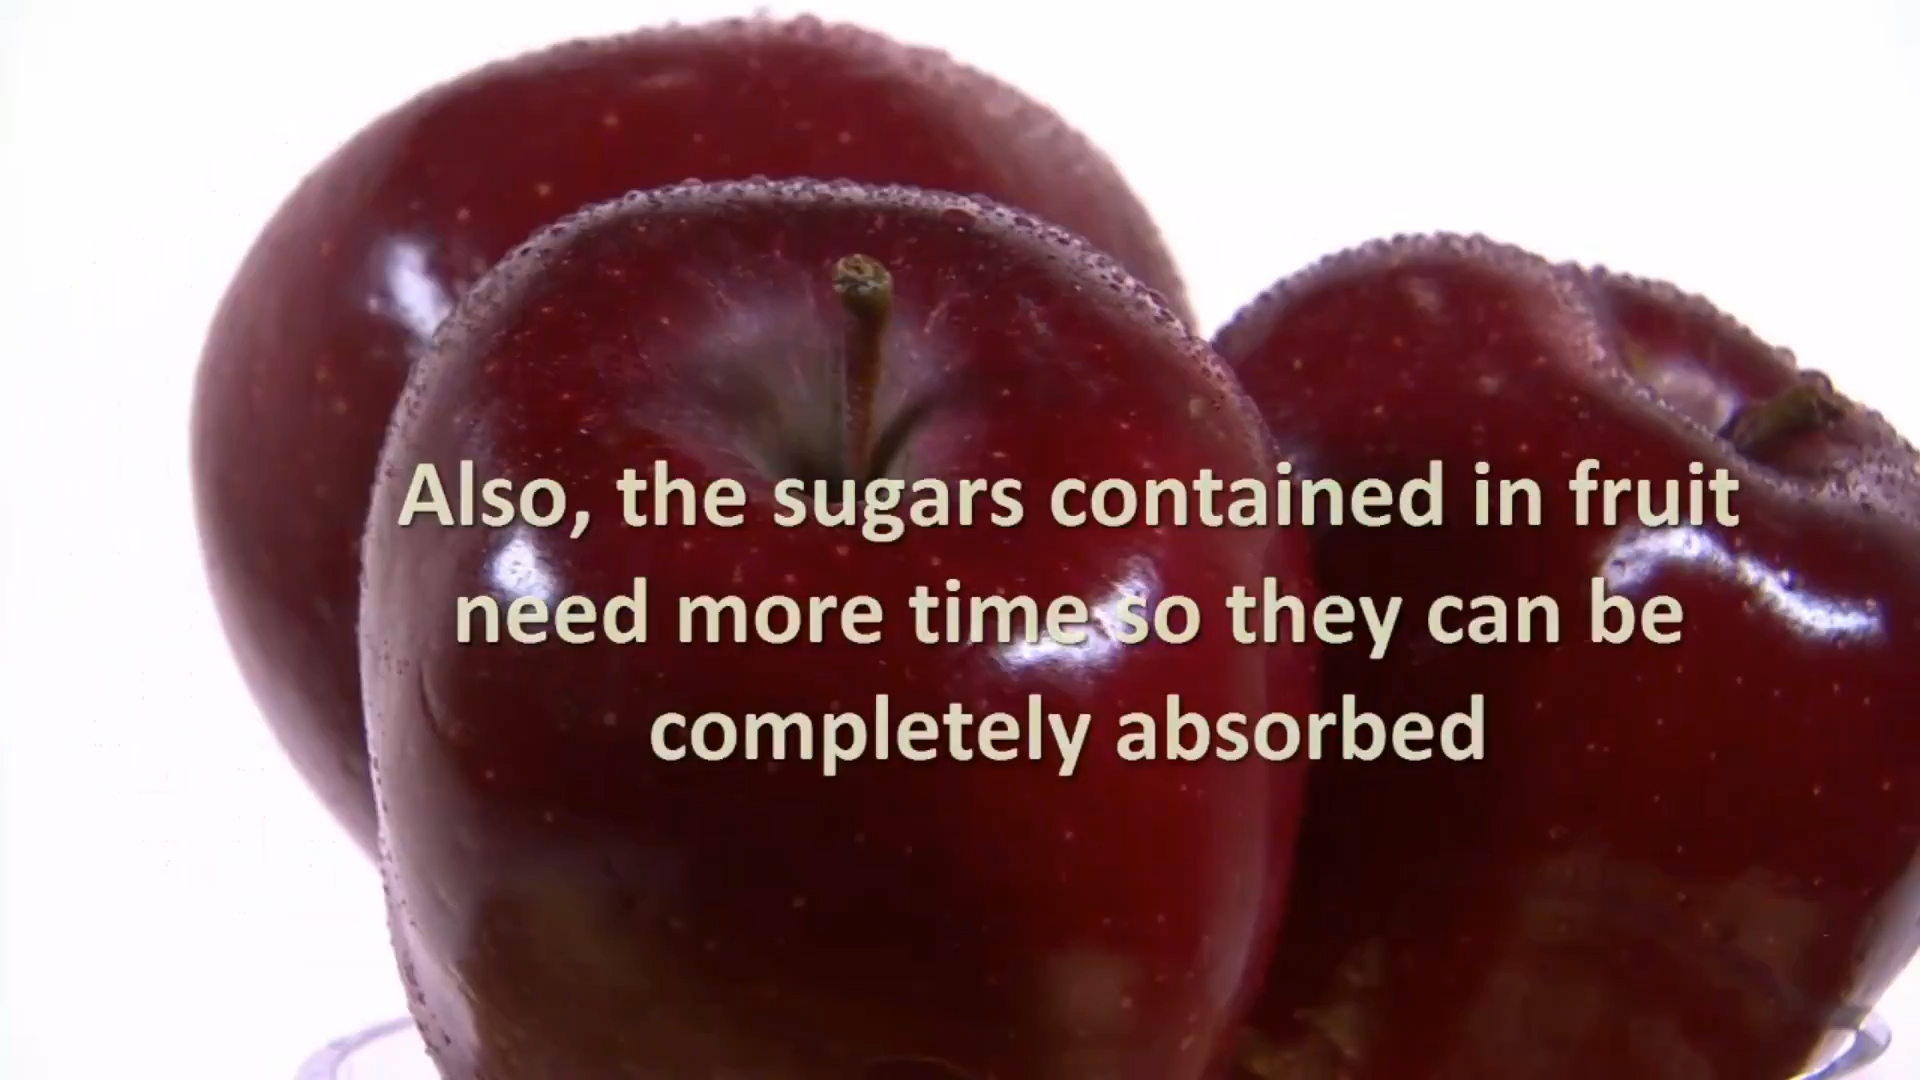 Also, the sugars contained in fruit
need more time so they can be
completely absorbed